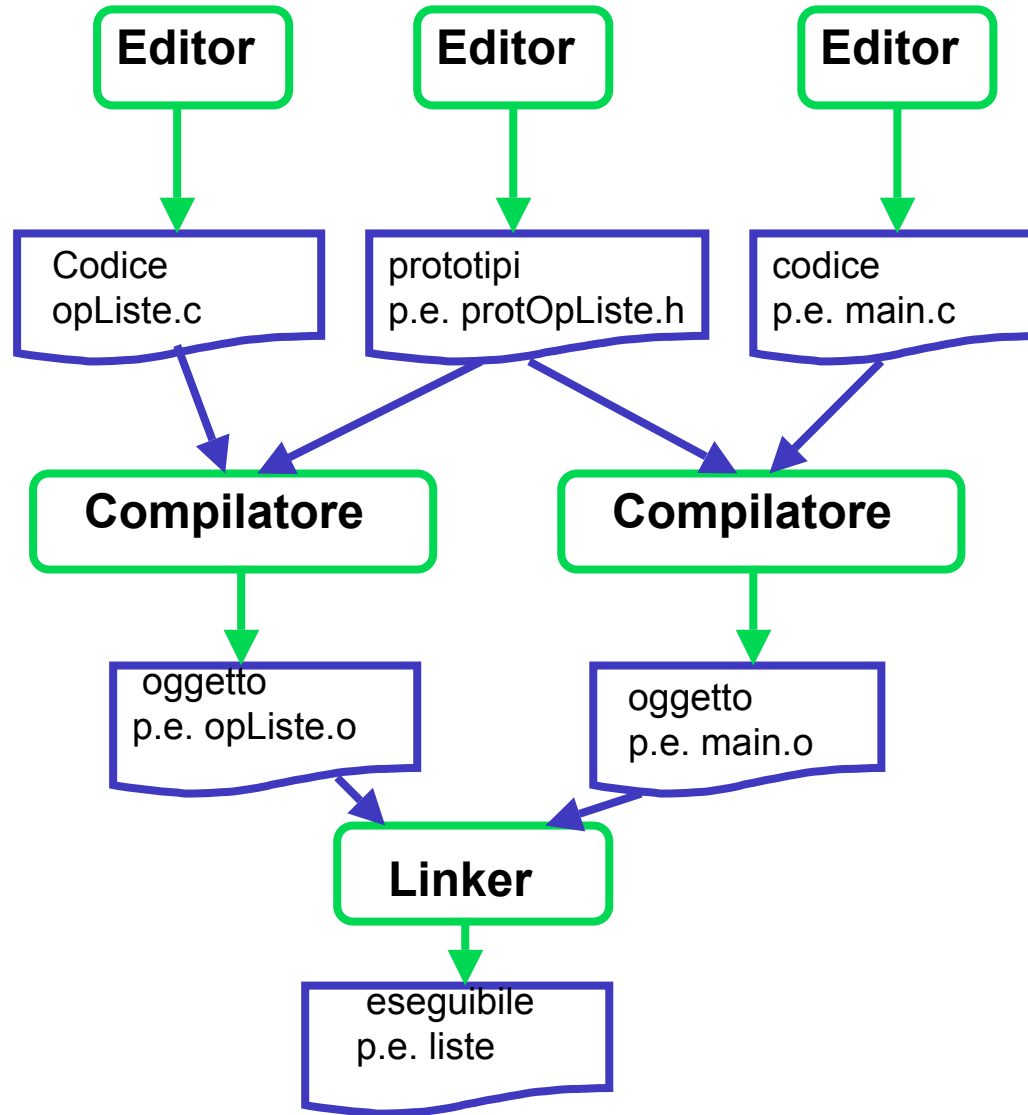 Editor
Editor
Editor
Codice
opListe.c
prototipi
p.e. protOpListe.h
codice
p.e. main.c
Compilatore
Compilatore
oggetto
p.e. opListe.o
oggetto
p.e. main.o
Linker
eseguibile
p.e. liste